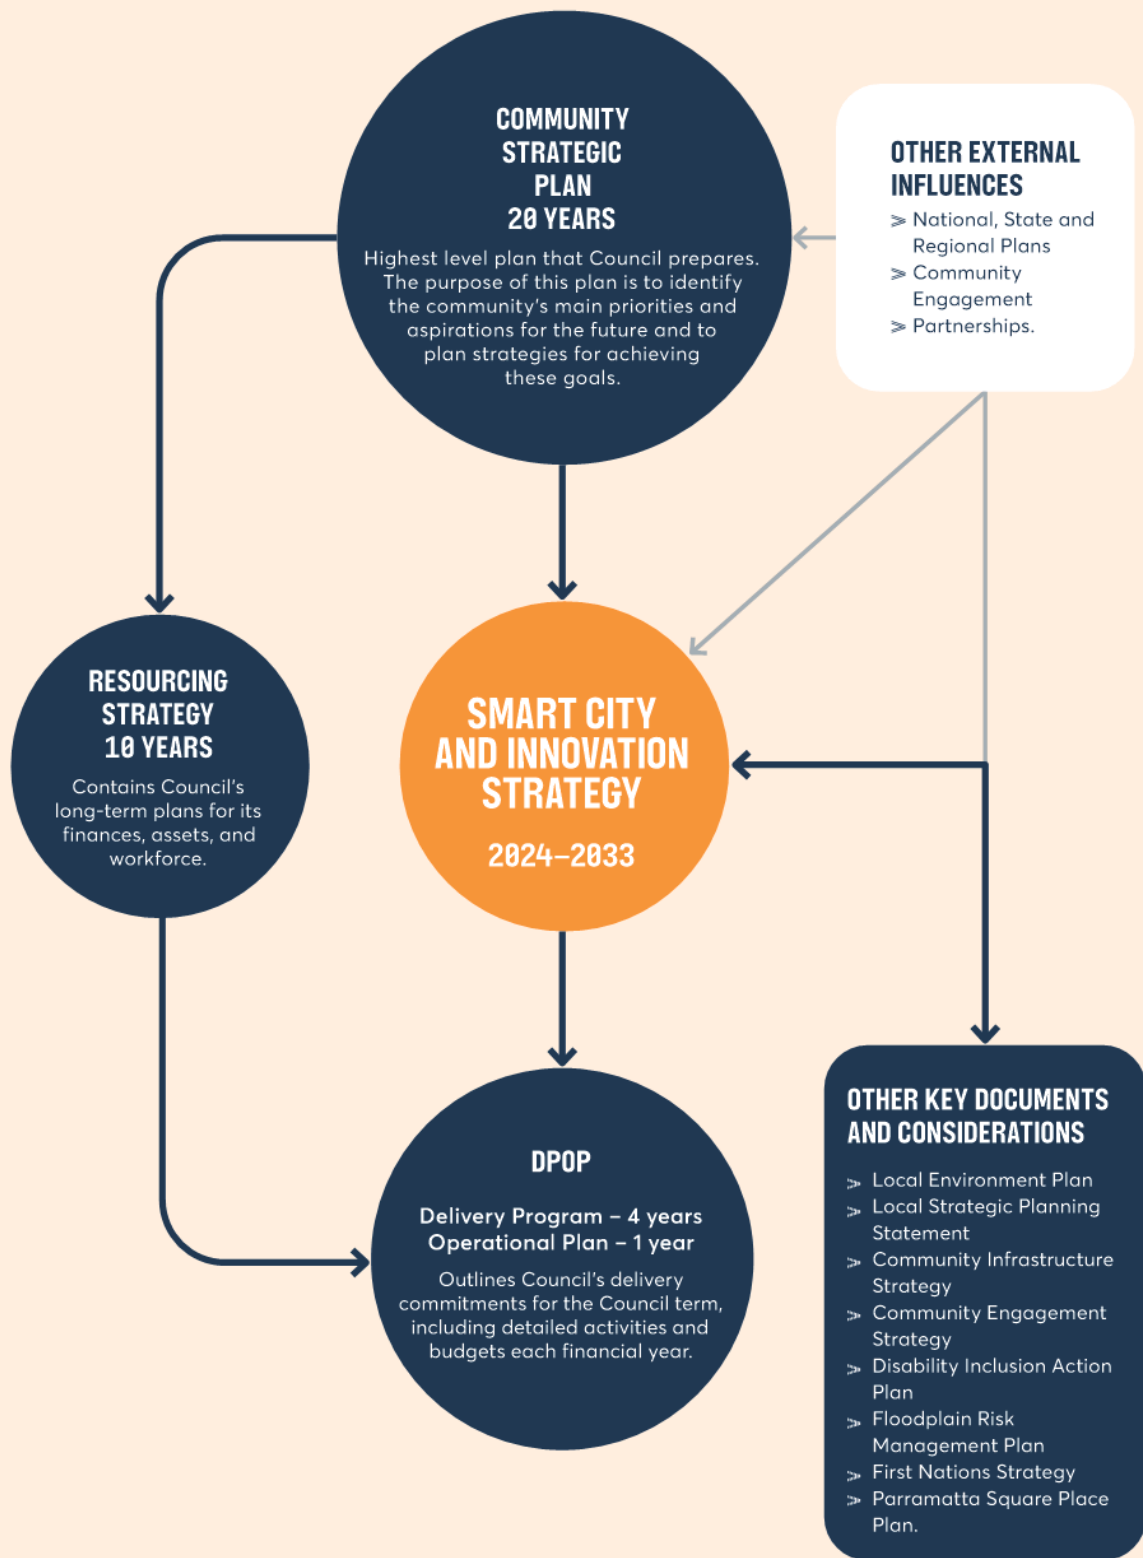 COMMUNITY
STRATEGIC
PLAN
20 YEARS
Highest level plan that Council prepares.
The purpose of this plan is to identify
the community's main priorities and
aspirations for the future and to
plan strategies for achieving
these goals.
OTHER EXTERNAL
INFLUENCES
National, State and
Regional Plans
Community
Engagement
Partnerships.
RESOURCING
STRATEGY
10 YEARS
Contains Council's
long-term plans for its
finances, assets, and
workforce.
SMART CITY
AND INNOVATION
STRATEGY
2024–2033
DPOP
Delivery Program – 4 years
Operational Plan – 1 year
Outlines Council's delivery
commitments for the Council term,
including detailed activities and
budgets each financial year.
OTHER KEY DOCUMENTS
AND CONSIDERATIONS
Local Environment Plan
Local Strategic Planning
Statement
Community Infrastructure
Strategy
Community Engagement
Strategy
Disability Inclusion Action
Plan
Floodplain Risk
Management Plan
First Nations Strategy
Parramatta Square Place
Plan.